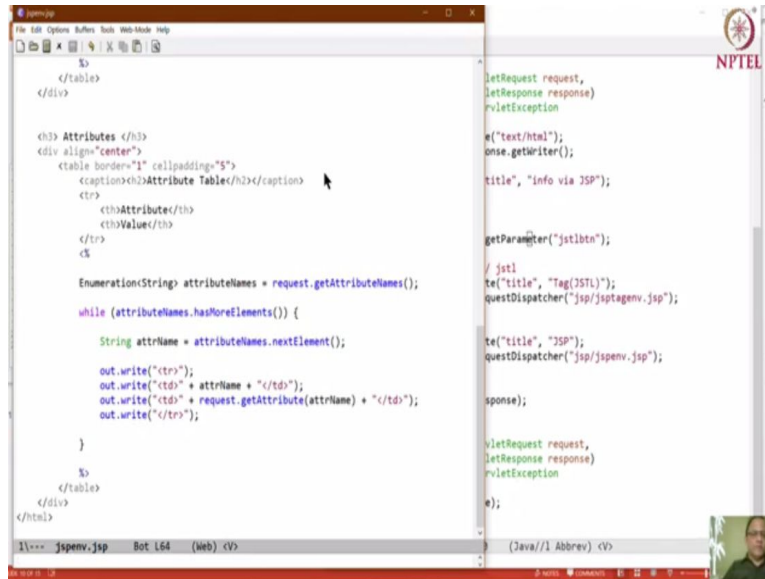 jspenv.jsp
File Edit Options Buffers Tools Web-Mode Help
NPTEL
%>
</table>
</div>
<h3> Attributes </h3>
<div align="center">
<table border="1" cellpadding="5">
<caption><h2>Attribute Table</h2></caption>
<tr>
<th>Attribute</th>
<th>Value</th>
</tr>
<%
Enumeration<String> attributeNames = request.getAttributeNames();
while (attributeNames.hasMoreElements()) {
String attrName = attributeNames.nextElement();
out.write("<tr>");
out.write("<td>" + attrName + "</td>");
out.write("<td>" + request.getAttribute(attrName) + "</td>");
out.write("</tr>");
}
%>
</table>
</div>
</html>
1\--- jspenv.jsp Bot L64 (Web) <V>
letRequest request,
letResponse response)
rvletException
e("text/html");
onse.getWriter();
title", "info via JSP");
getParameter("jstlbtn");
/ jstl
te("title", "Tag(JSTL)");
questDispatcher("jsp/jsptagenv.jsp");
te("title", "JSP");
questDispatcher("jsp/jspenv.jsp");
sponse);
vletRequest request,
letResponse response)
rvletException
e);
(Java//l Abbrev) <V>
NOTES COMMENTS